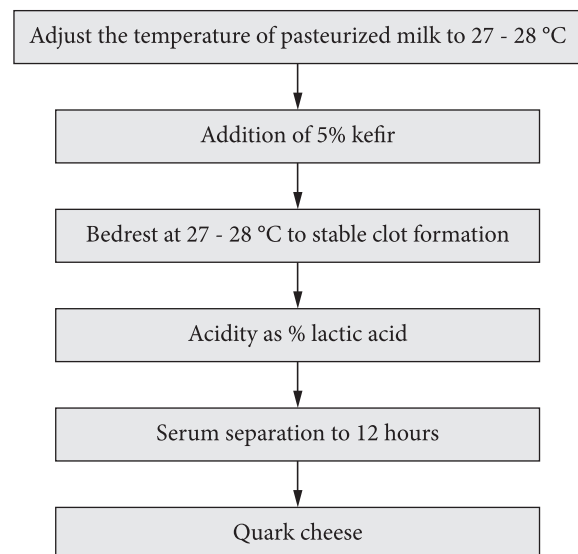 Adjust the temperature of pasteurized milk to 27 - 28 °C
Addition of 5% kefir
Bedrest at 27 - 28 °C to stable clot formation
Acidity as % lactic acid
Serum separation to 12 hours
Quark cheese